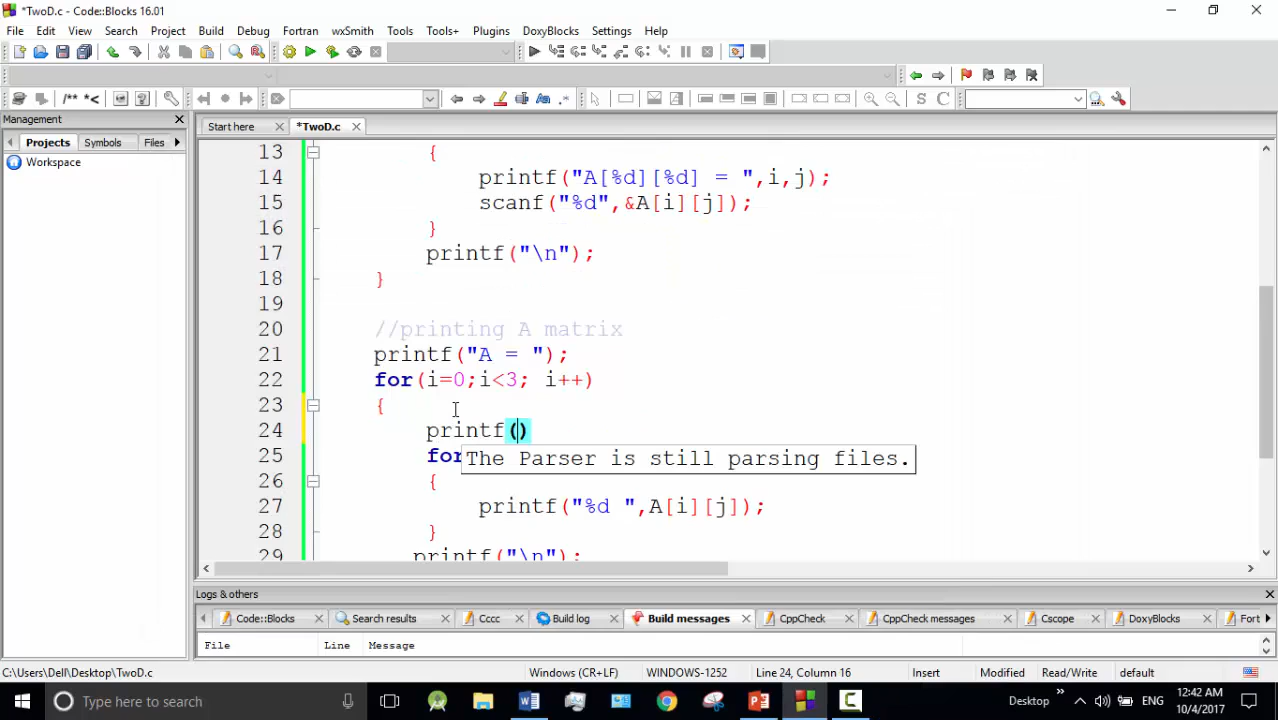 *TwoD.c - Code::Blocks 16.01
File Edit View Search Project Build Debug Fortran wxSmith Tools Tools+ Plugins DoxyBlocks Settings Help
/** *<
S C
Management
Start here *TwoD.c
Projects Symbols Files
Workspace
13 {
14 printf("A[%d][%d] = ",i,j);
15 scanf("%d",&A[i][j]);
16 }
17 printf("\n");
18 }
19
20 //printing A matrix
21 printf("A = ");
22 for(i=0;i<3; i++)
23 {
24 printf()
25 for
The Parser is still parsing files.
26 {
27 printf("%d ",A[i][j]);
28 }
29 printf("\n");
Logs & others
Code::Blocks Search results Cccc Build log Build messages CppCheck CppCheck messages Cscope DoxyBlocks Fort
File Line Message
C:\Users\Dell\Desktop\TwoD.c Windows (CR+LF) WINDOWS-1252 Line 24, Column 16 Insert Modified Read/Write default
Type here to search Desktop ENG 12:42 AM
10/4/2017